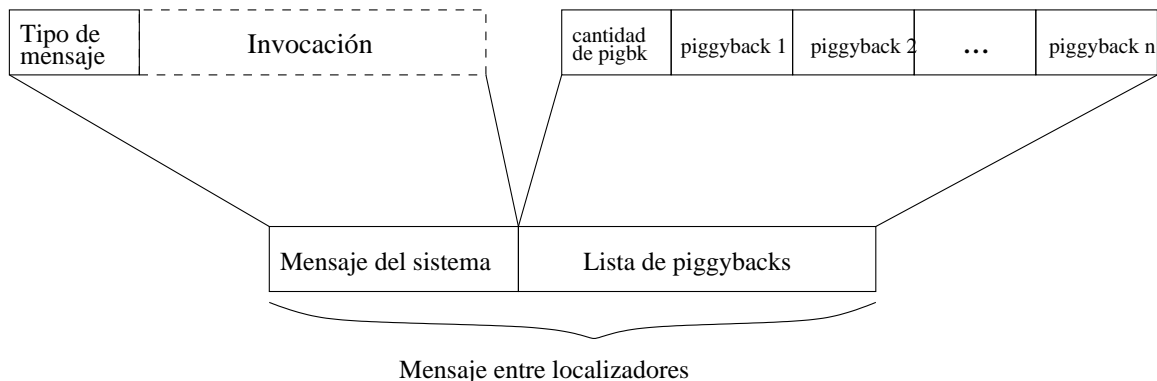 Tipo de
mensaje
Invocación
cantidad
de pigbk
piggyback 1
piggyback 2
...
piggyback n
Mensaje del sistema
Lista de piggybacks
Mensaje entre localizadores